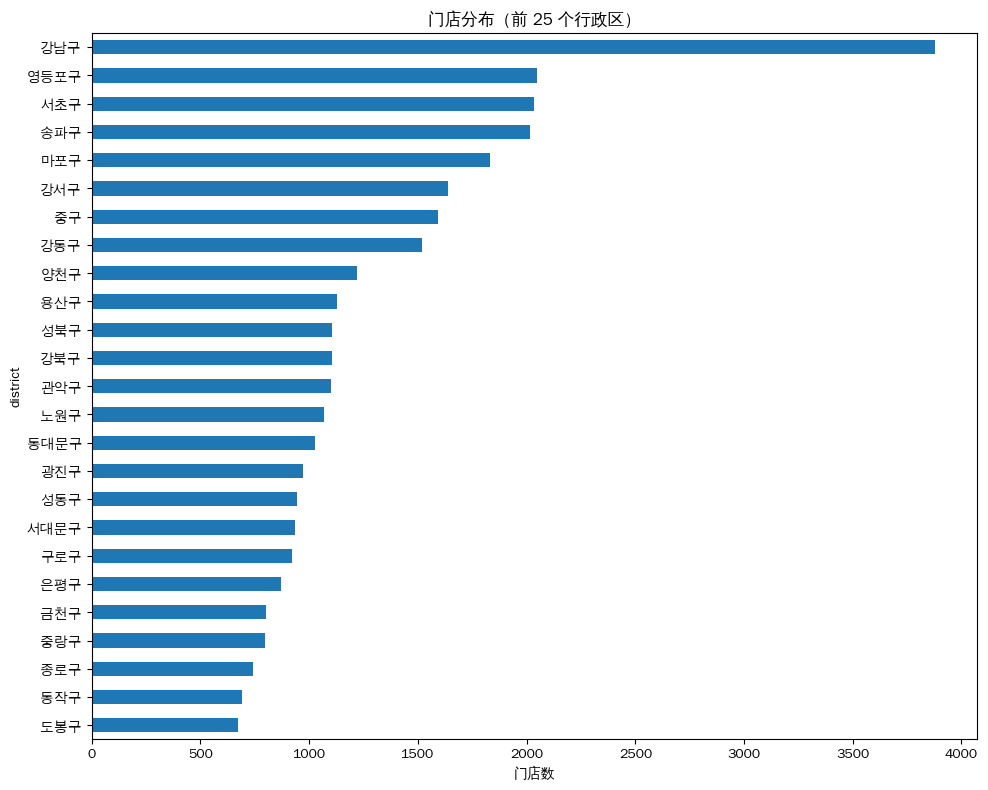 门店分布（前 25 个行政区）
강남구
영등포구
서초구
송파구
마포구
강서구
중구
강동구
양천구
용산구
성북구
강북구
관악구
노원구
동대문구
광진구
성동구
서대문구
구로구
은평구
금천구
중랑구
종로구
동작구
도봉구
district
0 500 1000 1500 2000 2500 3000 3500 4000
门店数